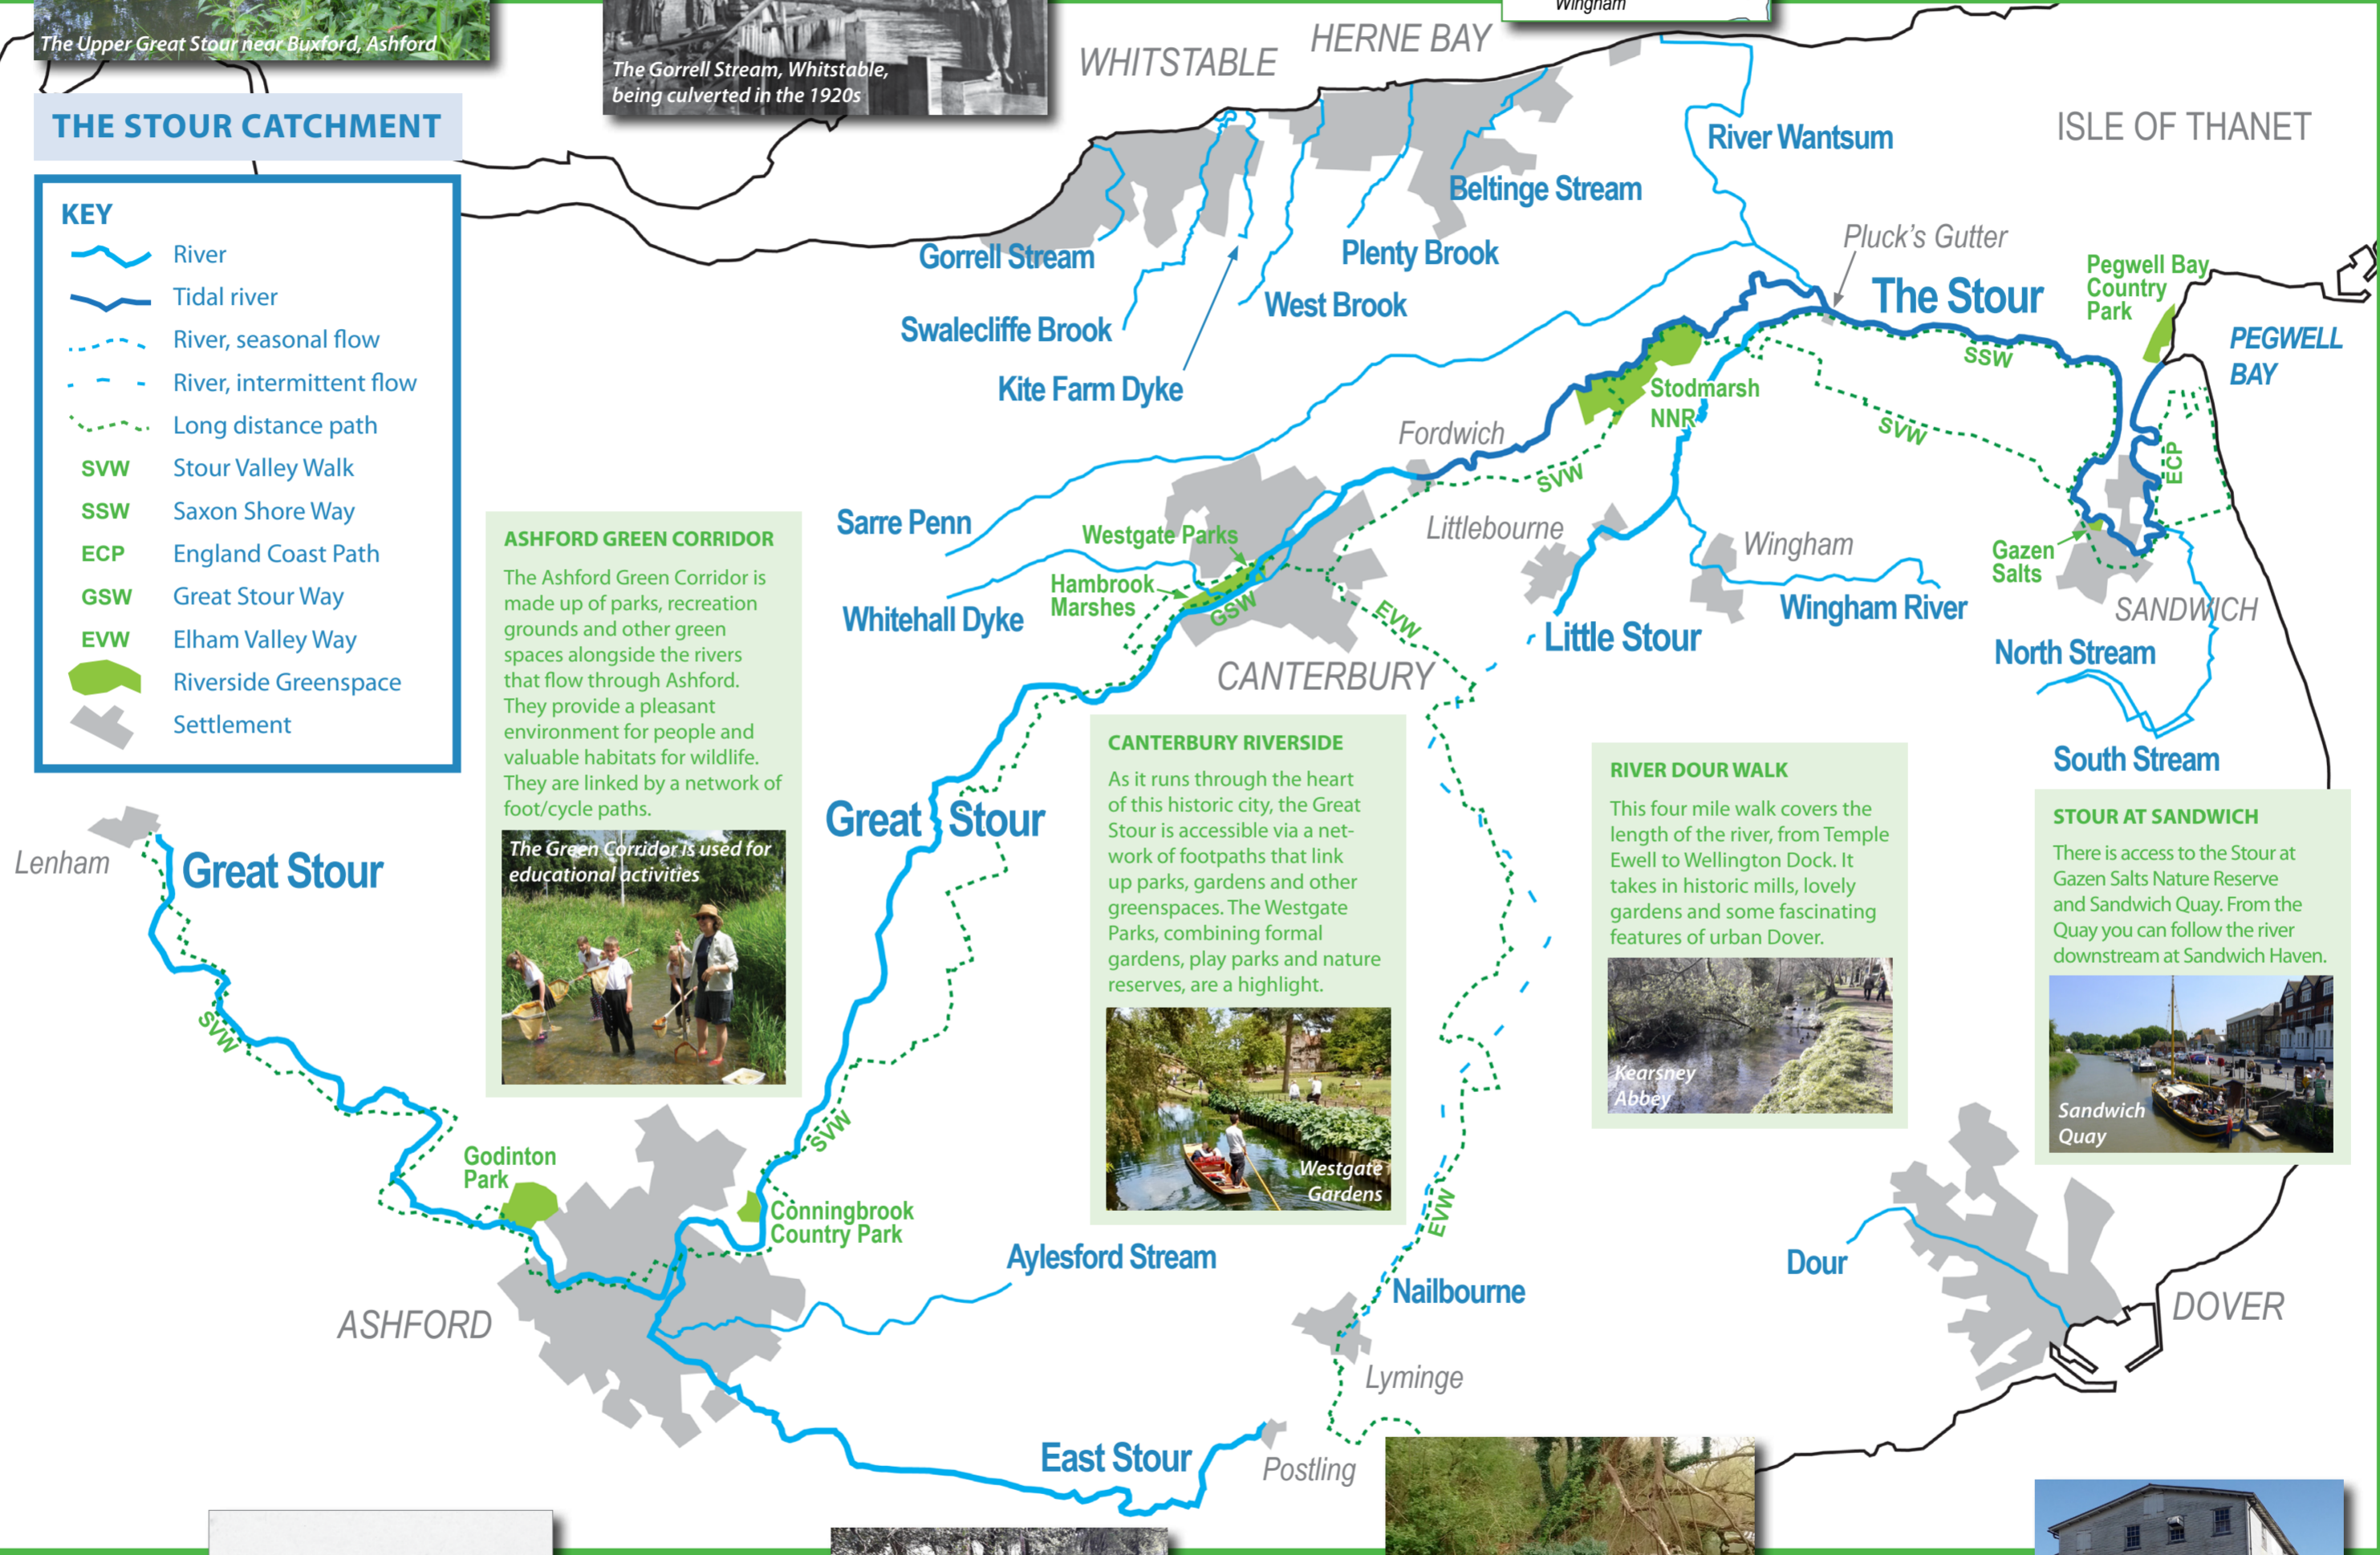 The Upper Great Stour near Buxford, Ashford
The Gorrell Stream, Whitstable,
being culverted in the 1920s
Wingham
THE STOUR CATCHMENT
KEY
River
Tidal river
River, seasonal flow
River, intermittent flow
Long distance path
SVW Stour Valley Walk
SSW Saxon Shore Way
ECP England Coast Path
GSW Great Stour Way
EVW Elham Valley Way
Riverside Greenspace
Settlement
WHITSTABLE
HERNE BAY
ISLE OF THANET
River Wantsum
Beltinge Stream
Plenty Brook
West Brook
Gorrell Stream
Swalecliffe Brook
Kite Farm Dyke
Pluck's Gutter
The Stour
Pegwell Bay
Country
Park
PEGWELL
BAY
SSW
SVW
ECP
Stodmarsh
NNR
Fordwich
SVW
Sarre Penn
Westgate Parks
Hambrook
Marshes
GSW
Whitehall Dyke
CANTERBURY
EVW
Littlebourne
Little Stour
Wingham
Wingham River
Gazen
Salts
SANDWICH
North Stream
South Stream
ASHFORD GREEN CORRIDOR
The Ashford Green Corridor is
made up of parks, recreation
grounds and other green
spaces alongside the rivers
that flow through Ashford.
They provide a pleasant
environment for people and
valuable habitats for wildlife.
They are linked by a network of
foot/cycle paths.
The Green Corridor is used for
educational activities
Great Stour
CANTERBURY RIVERSIDE
As it runs through the heart
of this historic city, the Great
Stour is accessible via a net-
work of footpaths that link
up parks, gardens and other
greenspaces. The Westgate
Parks, combining formal
gardens, play parks and nature
reserves, are a highlight.
Westgate
Gardens
RIVER DOUR WALK
This four mile walk covers the
length of the river, from Temple
Ewell to Wellington Dock. It
takes in historic mills, lovely
gardens and some fascinating
features of urban Dover.
Kearsney
Abbey
STOUR AT SANDWICH
There is access to the Stour at
Gazen Salts Nature Reserve
and Sandwich Quay. From the
Quay you can follow the river
downstream at Sandwich Haven.
Sandwich
Quay
Lenham
Great Stour
SVW
Godinton
Park
SVW
Conningbrook
Country Park
ASHFORD
Aylesford Stream
East Stour
Postling
EVW
Nailbourne
Lyminge
Dour
DOVER